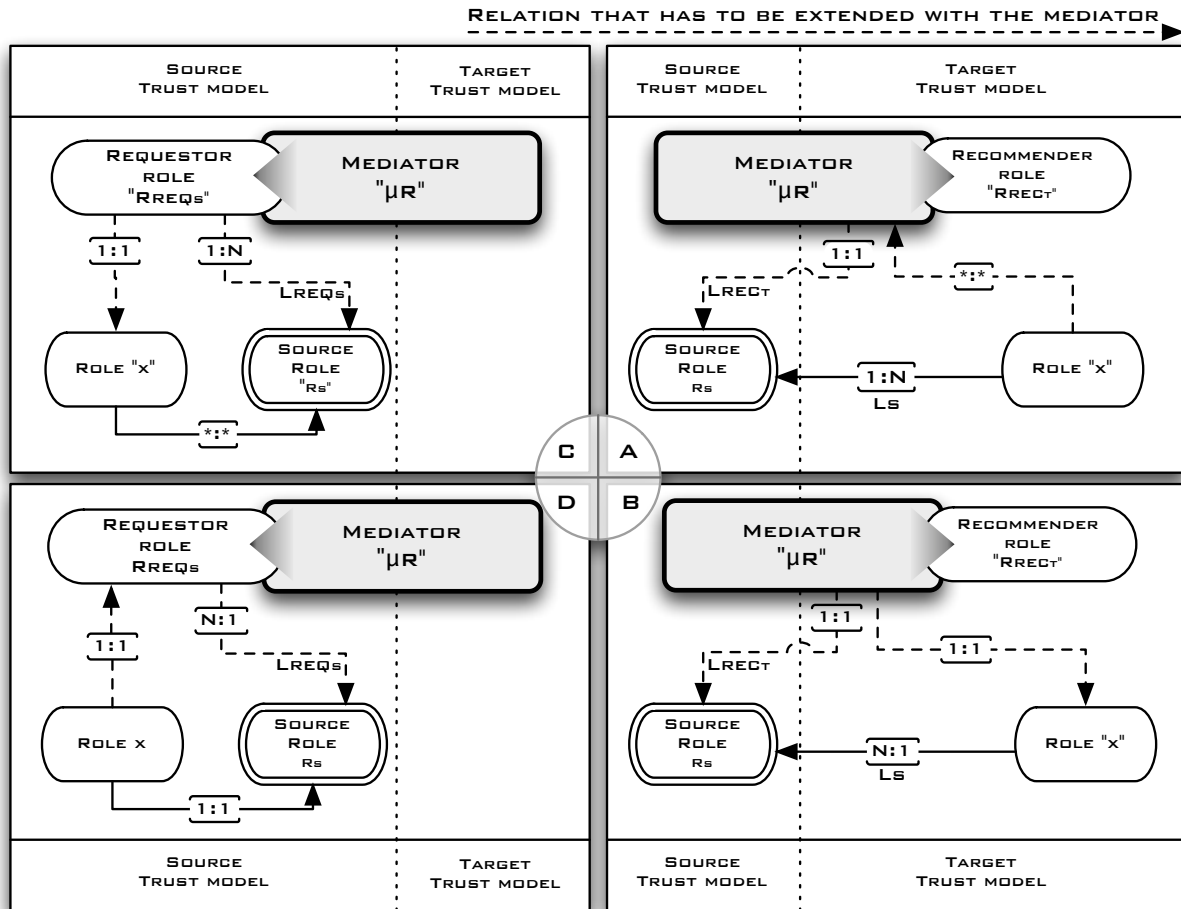 Relation that has to be extended with the mediator
Source
Trust model
Target
Trust model
Requestor
role
"RREQs"
Mediator
"μR"
1:1
1:N
LREQs
Role "x"
Source
Role
"Rs"
*:*
Source
Trust model
Target
Trust model
Mediator
"μR"
Recommender
role
"RRECT"
1:1
*:*
LRECT
Source
Role
Rs
1:N
Ls
Role "x"
C
A
D
B
Requestor
role
RREQs
Mediator
"μR"
N:1
1:1
LREQs
Role x
Source
Role
Rs
1:1
Source
Trust model
Target
Trust model
Mediator
"μR"
Recommender
role
"RRECT"
1:1
1:1
LRECT
Source
Role
Rs
N:1
Ls
Role "x"
Source
Trust model
Target
Trust model